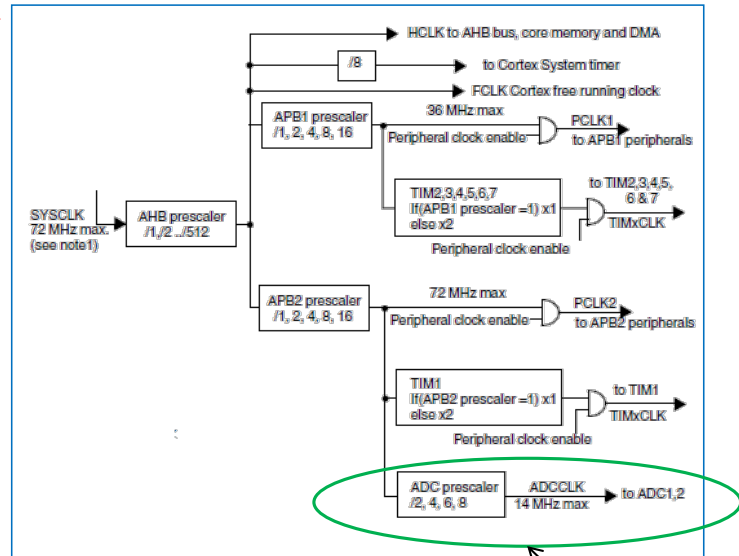 HCLK to AHB bus, core memory and DMA
/8
to Cortex System timer
FCLK Cortex free running clock
APB1 prescaler
/1, 2, 4, 8, 16
36 MHz max
Peripheral clock enable
PCLK1
to APB1 peripherals
TIM2,3,4,5,6,7
If(APB1 prescaler =1) x1
else x2
to TIM2,3,4,5,
6 & 7
TIMxCLK
Peripheral clock enable
SYSCLK
72 MHz max.
(see note1)
AHB prescaler
/1,/2 ../512
APB2 prescaler
/1, 2, 4, 8, 16
72 MHz max
Peripheral clock enable
PCLK2
to APB2 peripherals
TIM1
If(APB2 prescaler =1) x1
else x2
to TIM1
TIMxCLK
Peripheral clock enable
ADC prescaler
/2, 4, 6, 8
ADCCLK
14 MHz max
to ADC1,2